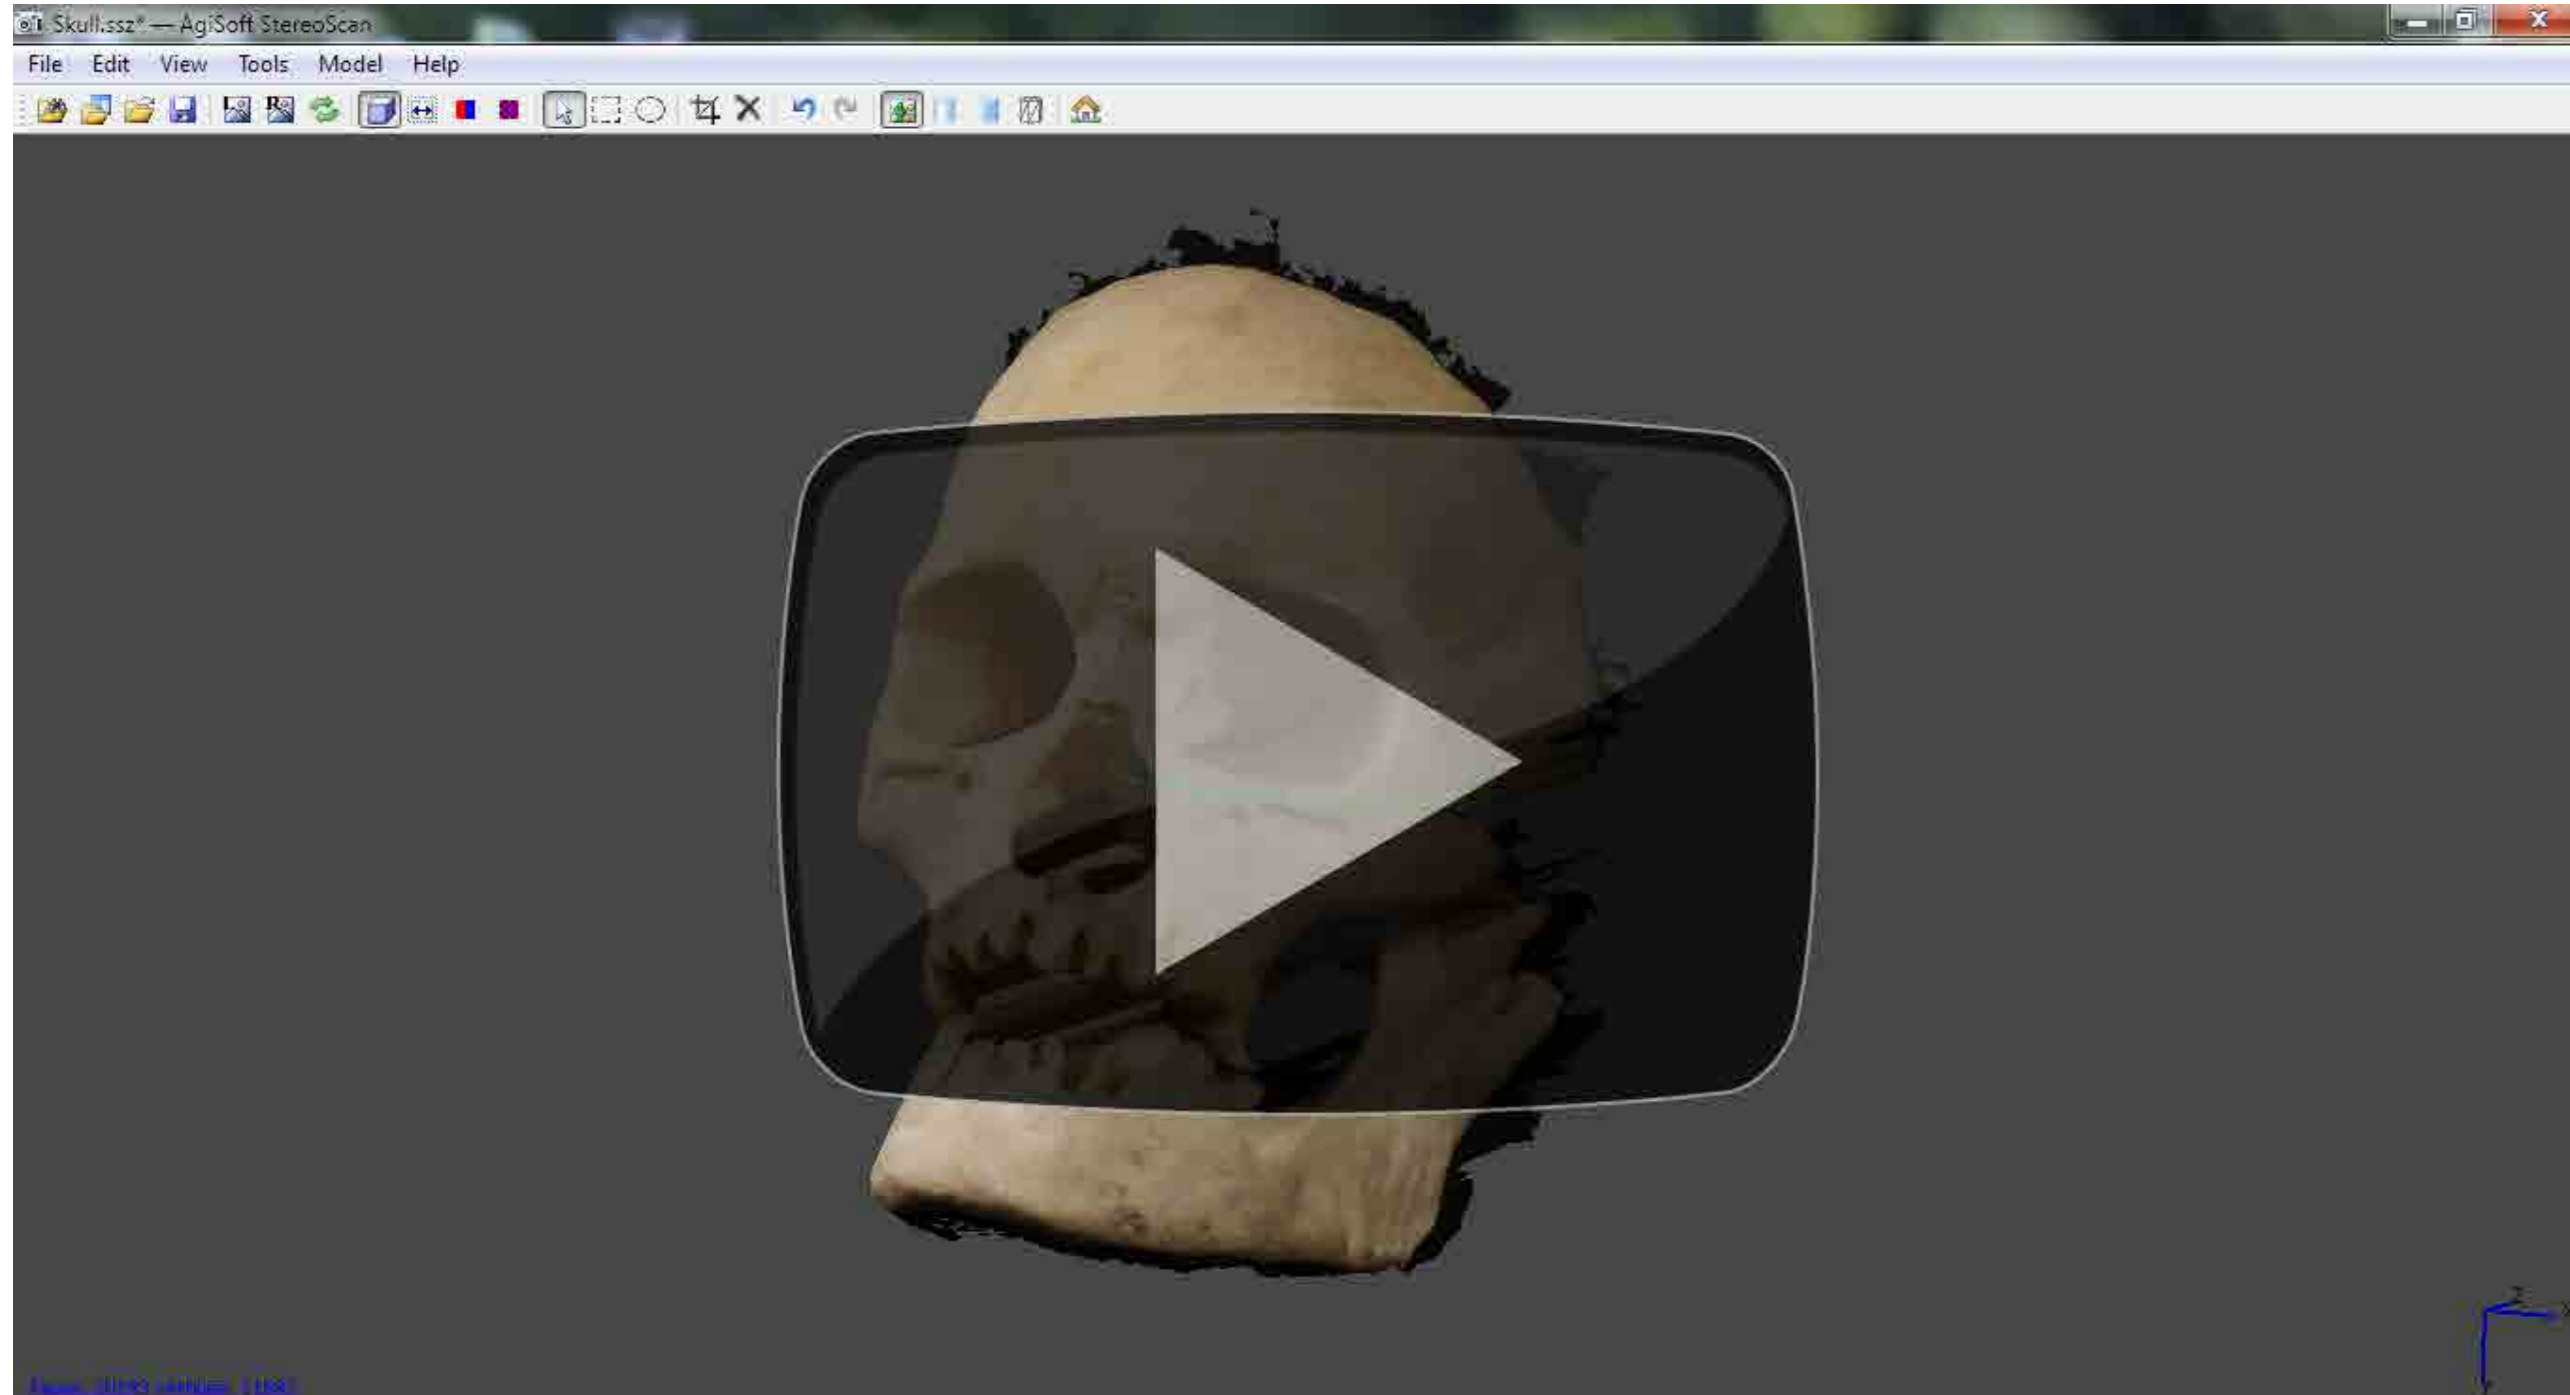 Skull.ssz* — AgiSoft StereoScan
File Edit View Tools Model Help
Z